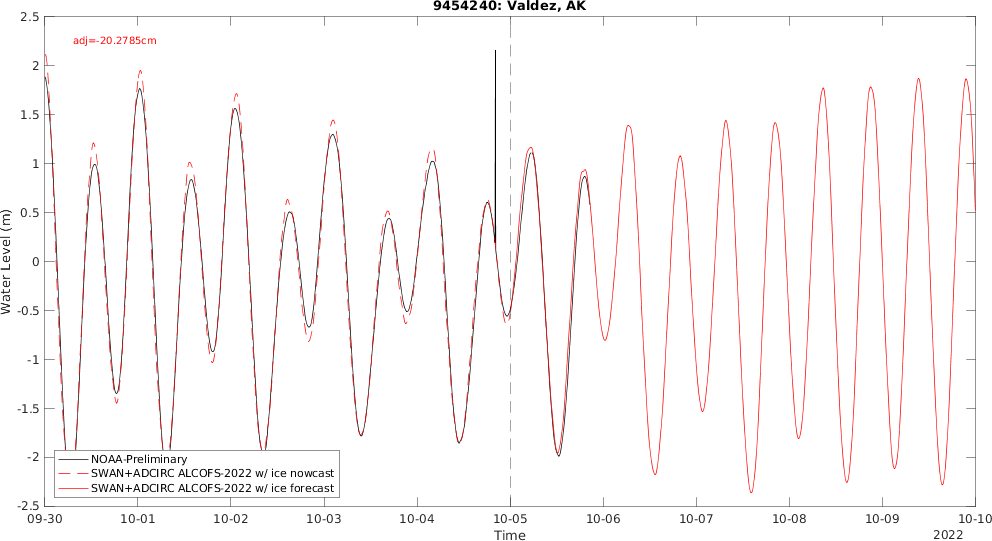 9454240: Valdez, AK
adj=-20.2785cm
Water Level (m)
2.5
2
1.5
1
0.5
0
-0.5
-1
-1.5
-2
-2.5
NOAA-Preliminary
SWAN+ADCIRC ALCOFS-2022 w/ ice nowcast
SWAN+ADCIRC ALCOFS-2022 w/ ice forecast
09-30 10-01 10-02 10-03 10-04 10-05 10-06 10-07 10-08 10-09 10-10
Time
2022